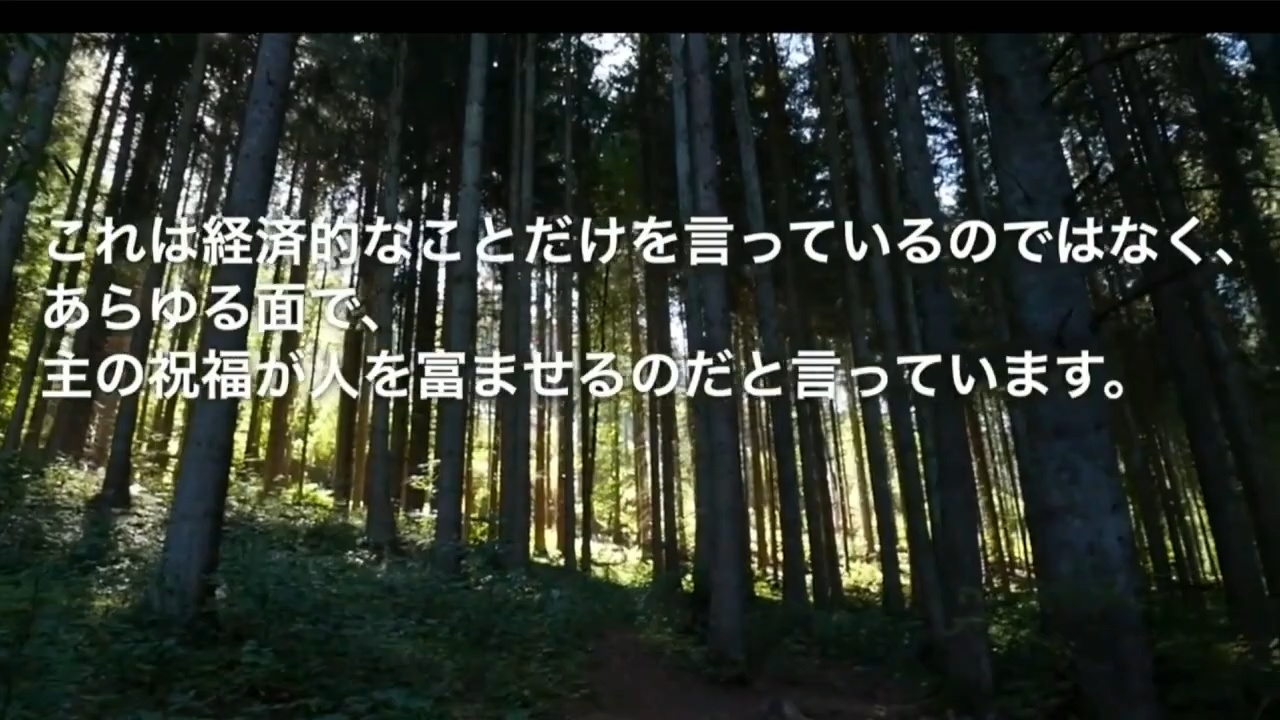 これは経済的なことだけを言っているのではなく、
あらゆる面で、
主の祝福が人を富ませるのだと言っています。